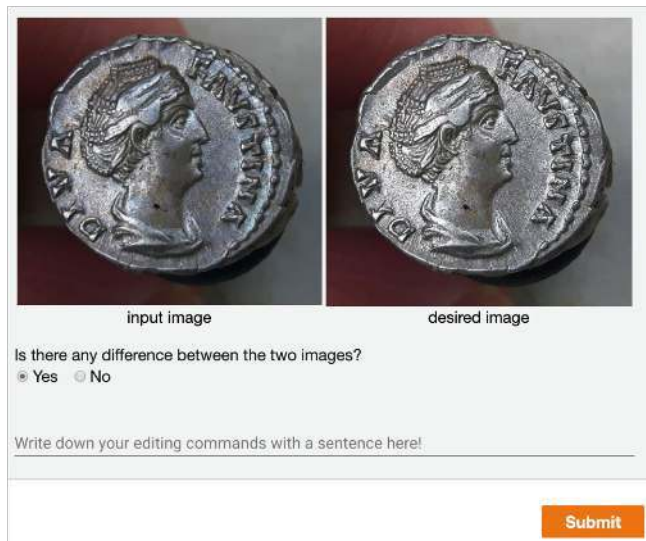 DIVA FAVSTINA
DIVA FAVSTINA
input image
desired image
Is there any difference between the two images?
Yes No
Write down your editing commands with a sentence here!
Submit